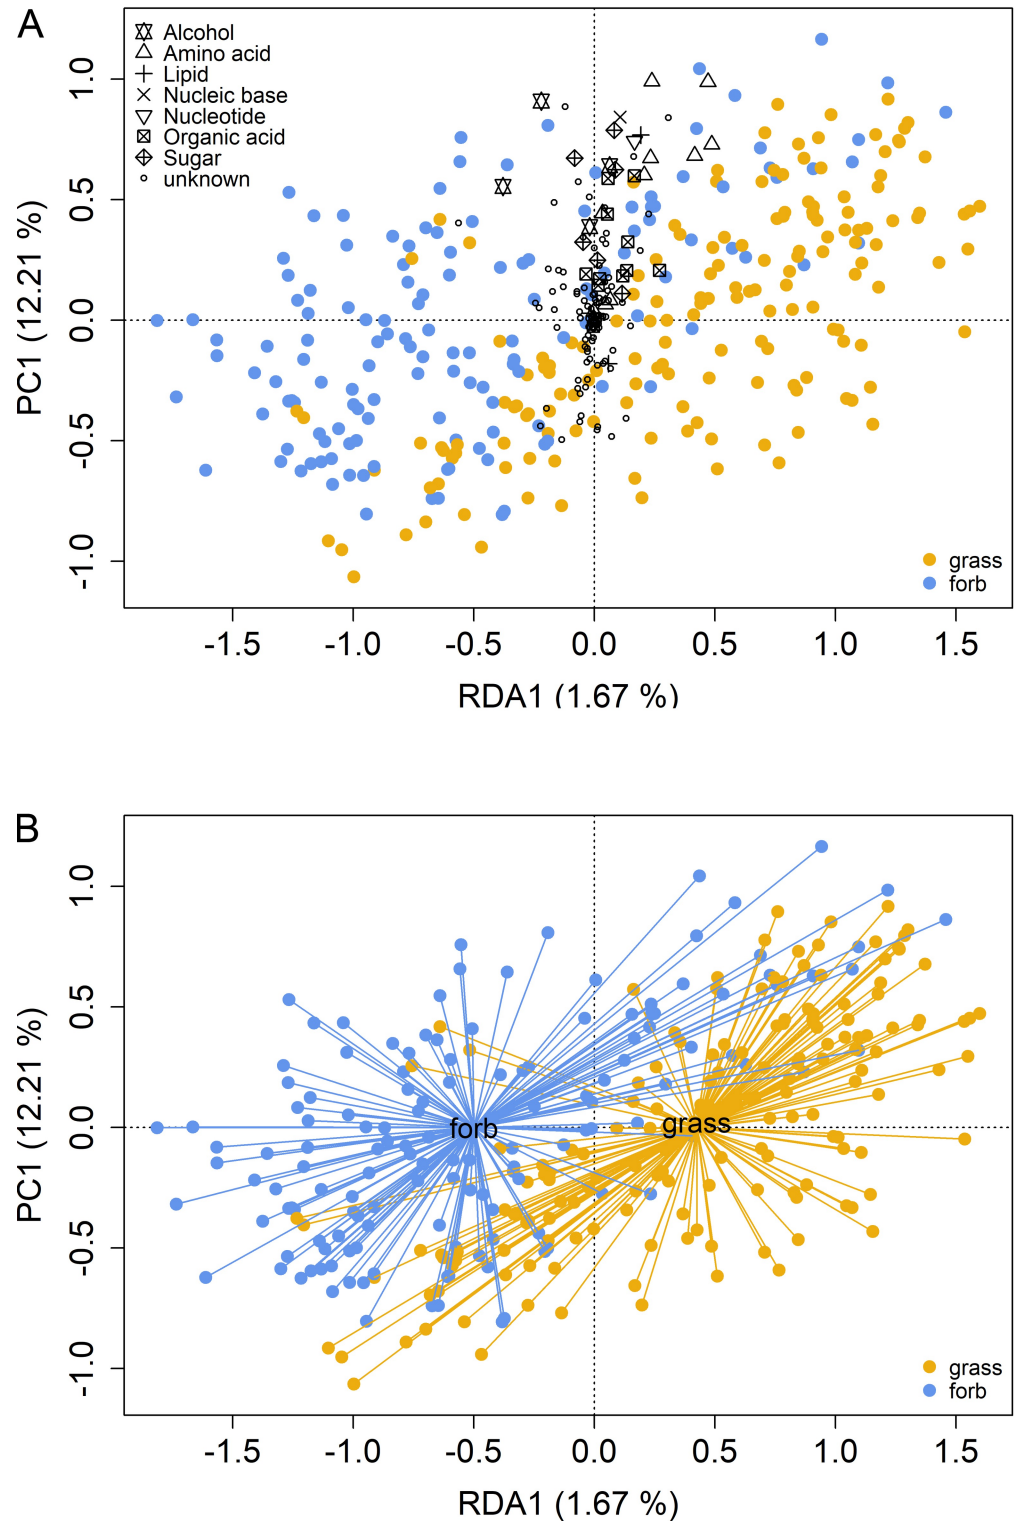 A
Alcohol
Amino acid
Lipid
Nucleic base
Nucleotide
Organic acid
Sugar
unknown
1.0
0.5
0.0
-0.5
-1.0
PC1 (12.21 %)
grass
forb
-1.5 -1.0 -0.5 0.0 0.5 1.0 1.5
RDA1 (1.67 %)
B
1.0
0.5
0.0
-0.5
-1.0
PC1 (12.21 %)
forb grass
grass
forb
-1.5 -1.0 -0.5 0.0 0.5 1.0 1.5
RDA1 (1.67 %)